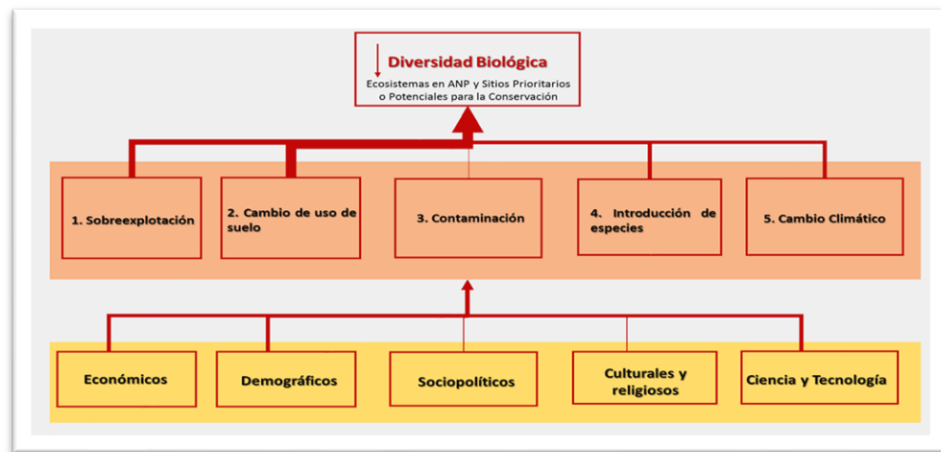 Diversidad Biológica
Ecosistemas en ANP y Sitios Prioritarios
o Potenciales para la Conservación
1. Sobreexplotación
2. Cambio de uso de
suelo
3. Contaminación
4. Introducción de
especies
5. Cambio Climático
Económicos
Demográficos
Sociopolíticos
Culturales y
religiosos
Ciencia y Tecnología